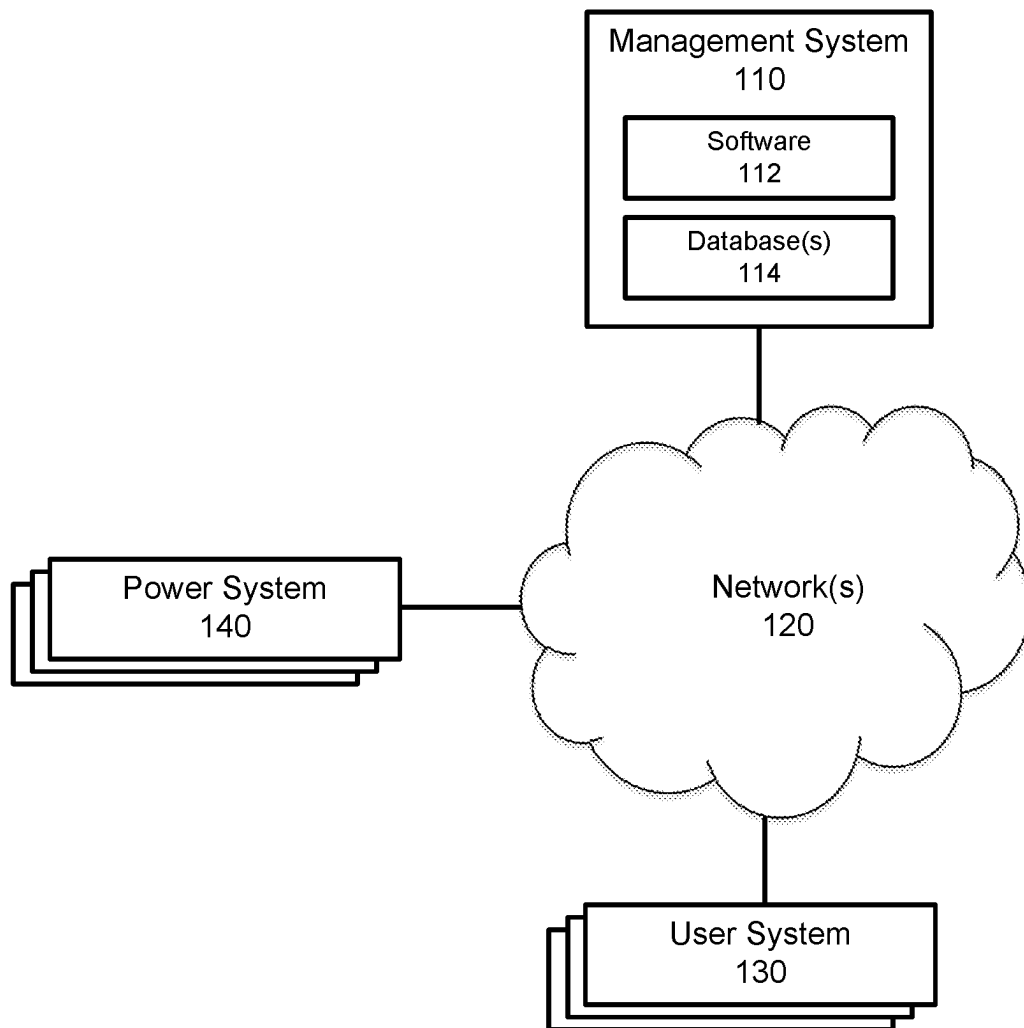 Management System
110
Software
112
Database(s)
114
Power System
140
Network(s)
120
User System
130